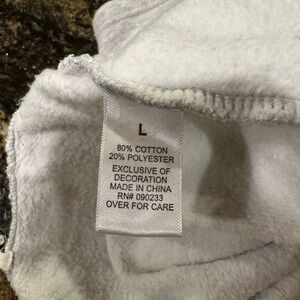 L
80% COTTON
20% POLYESTER
EXCLUSIVE OF
DECORATION
MADE IN CHINA
RN# 090233
OVER FOR CARE